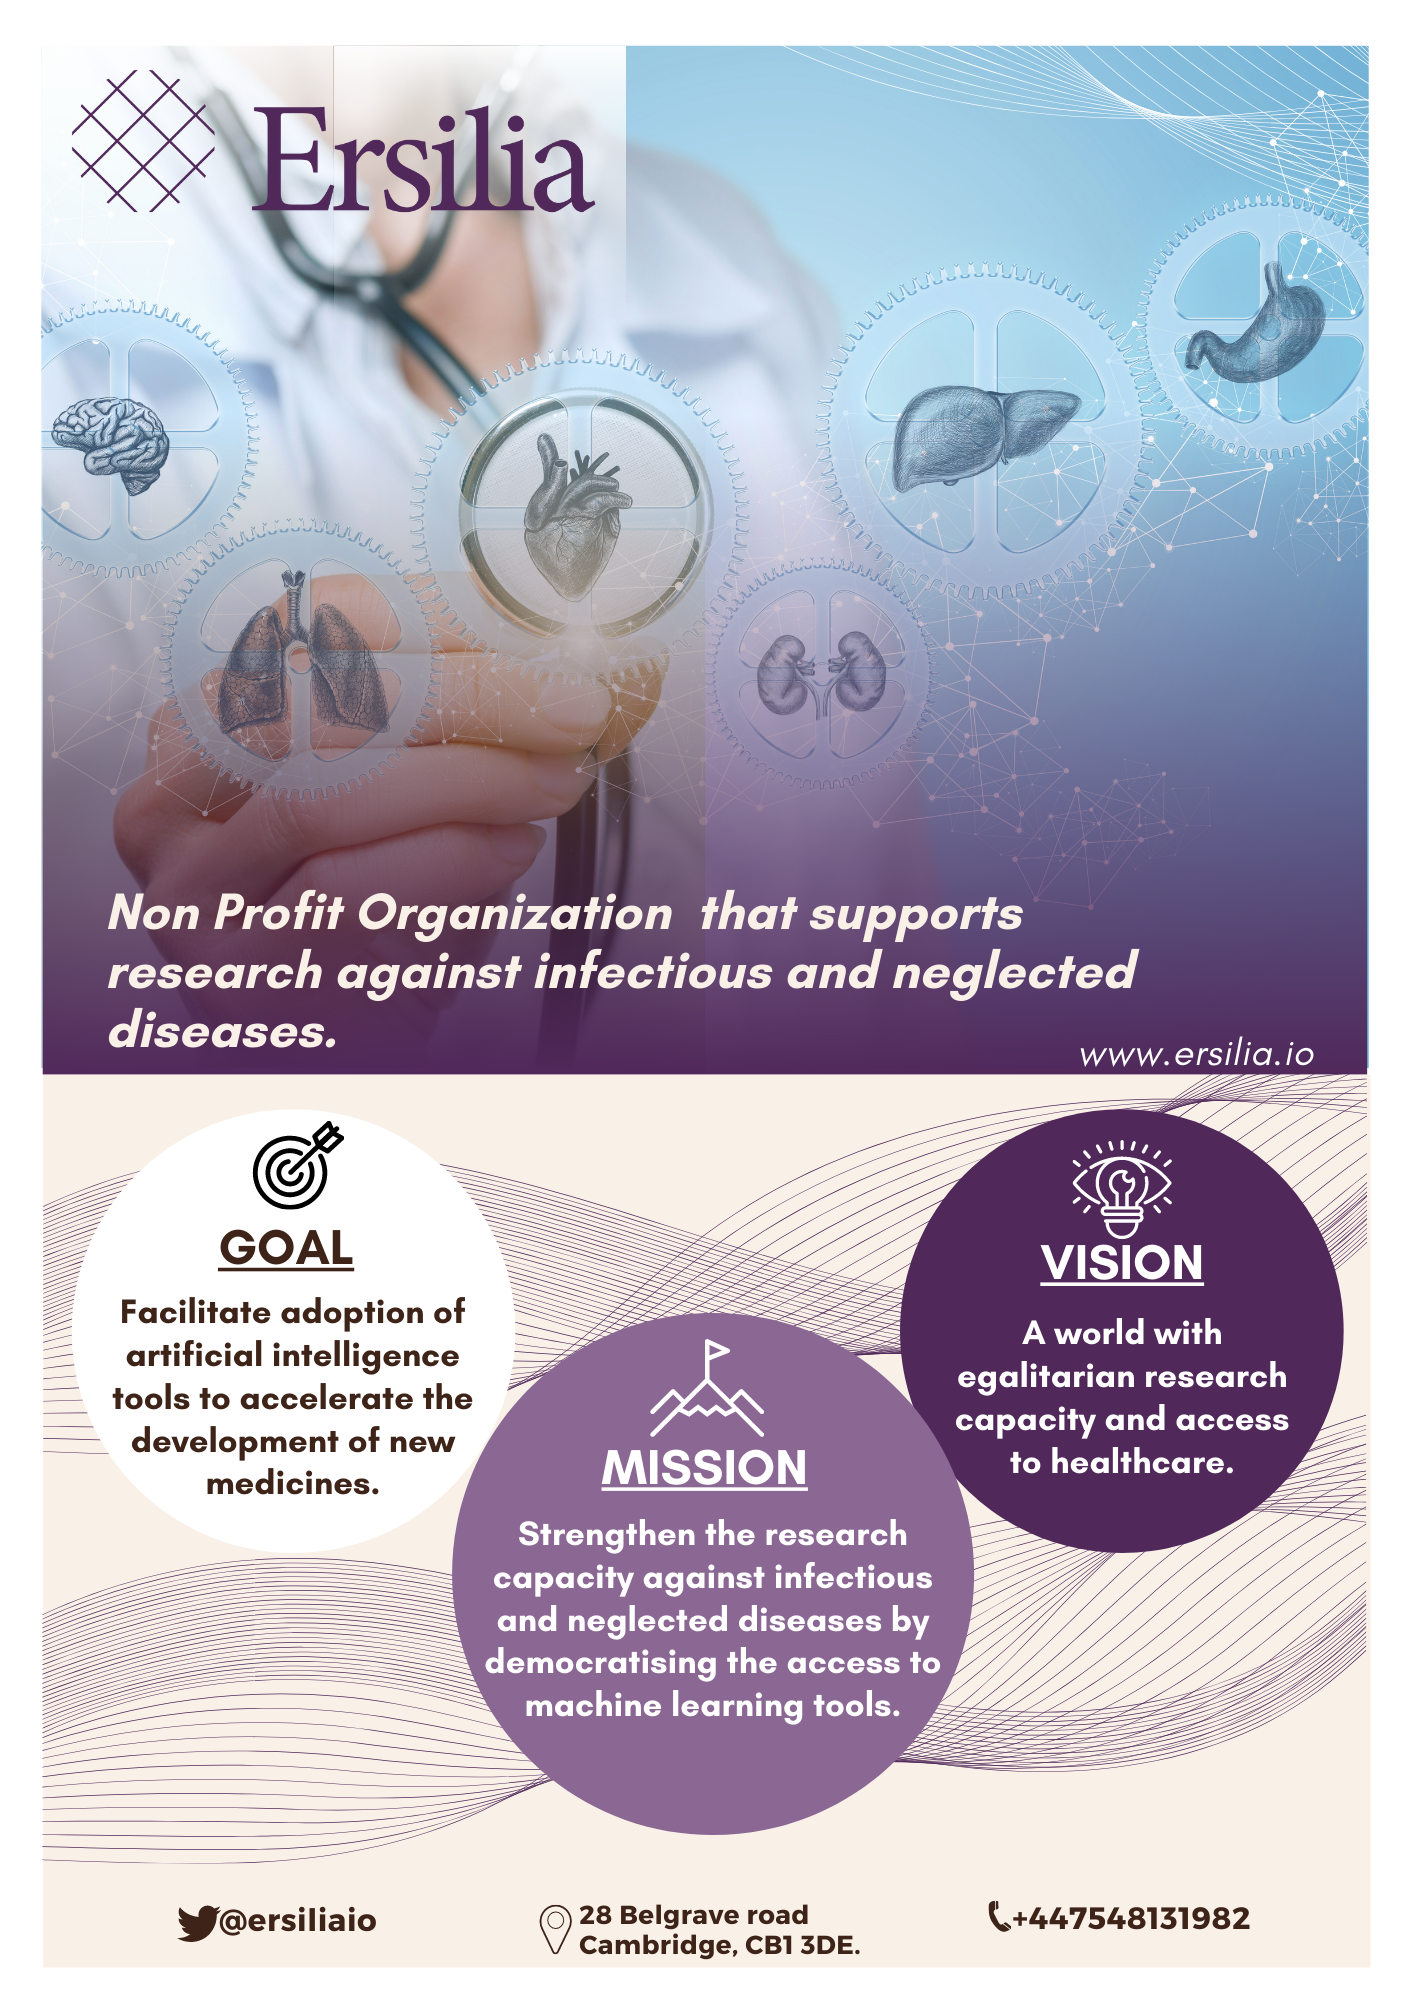 Ersilia
Non Profit Organization that supports
research against infectious and neglected
diseases.
www.ersilia.io
GOAL
Facilitate adoption of
artificial intelligence
tools to accelerate the
development of new
medicines.
VISION
A world with
egalitarian research
capacity and access
to healthcare.
MISSION
Strengthen the research
capacity against infectious
and neglected diseases by
democratising the access to
machine learning tools.
@ersiliaio
28 Belgrave road
Cambridge, CB1 3DE.
+447548131982